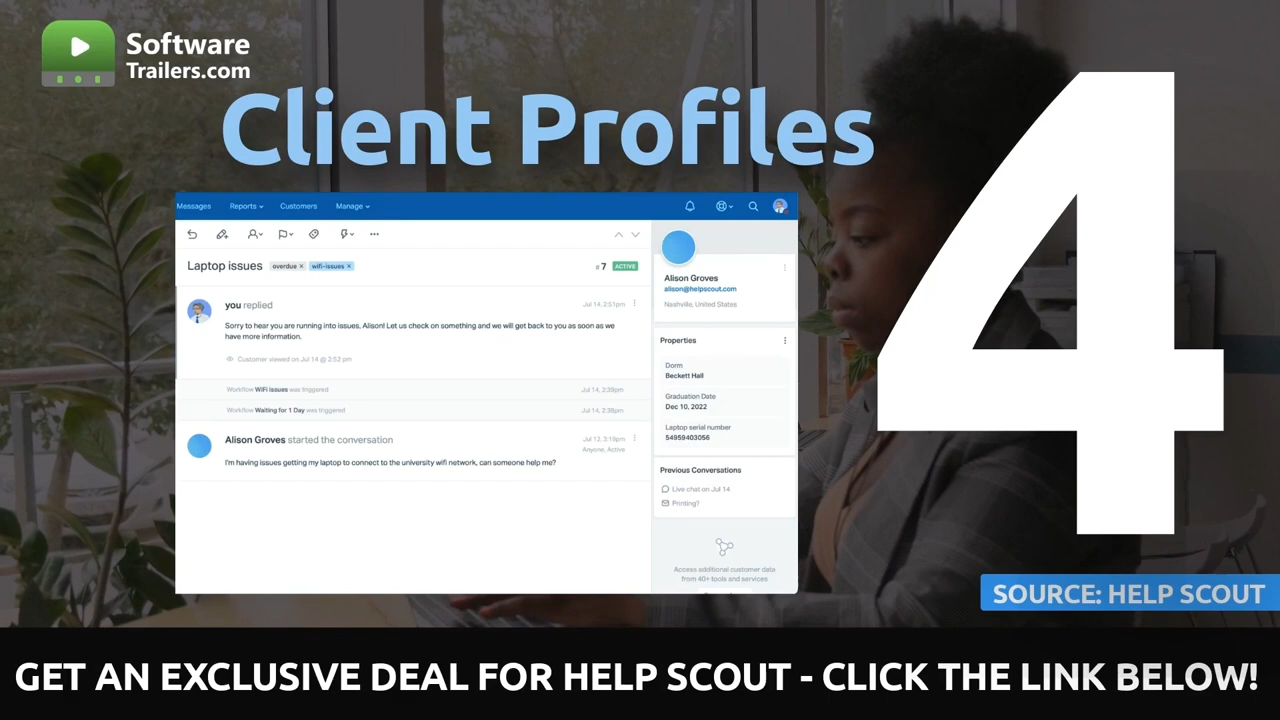 Software
Trailers.com
Client Profiles
4
Messages Reports Customers Manage
Laptop issues overdue × wifi-issues × #7 ACTIVE
you replied Jul 14, 2:51pm
Sorry to hear you are running into issues, Alison! Let us check on something and we will get back to you as soon as we
have more information.
Customer viewed on Jul 14 @ 2:52 pm
Workflow WiFi Issues was triggered Jul 14, 2:39pm
Workflow Waiting for 1 Day was triggered Jul 14, 2:39pm
Alison Groves started the conversation Jul 12, 3:19pm
Anyone, Active
I'm having issues getting my laptop to connect to the university wifi network, can someone help me?
Alison Groves
alison@helpscout.com
Nashville, United States
Properties
Dorm
Beckett Hall
Graduation Date
Dec 10, 2022
Laptop serial number
54959403056
Previous Conversations
Live chat on Jul 14
Printing?
Access additional customer data
from 40+ tools and services
SOURCE: HELP SCOUT
GET AN EXCLUSIVE DEAL FOR HELP SCOUT - CLICK THE LINK BELOW!